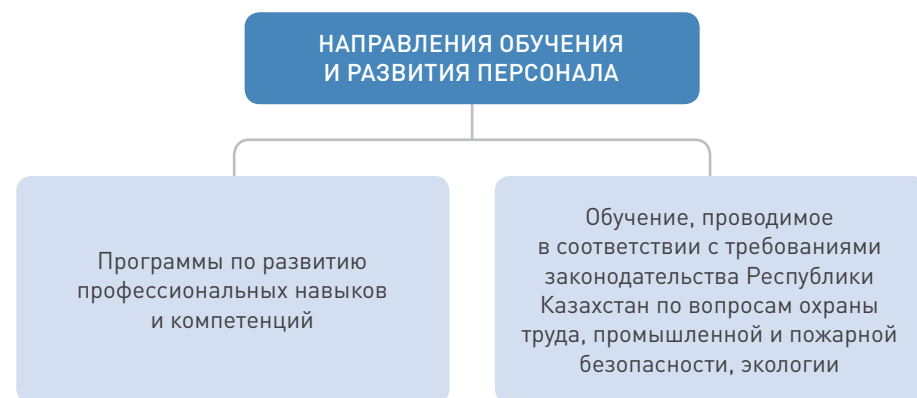 НАПРАВЛЕНИЯ ОБУЧЕНИЯ
И РАЗВИТИЯ ПЕРСОНАЛА
Программы по развитию
профессиональных навыков
и компетенций
Обучение, проводимое
в соответствии с требованиями
законодательства Республики
Казахстан по вопросам охраны
труда, промышленной и пожарной
безопасности, экологии